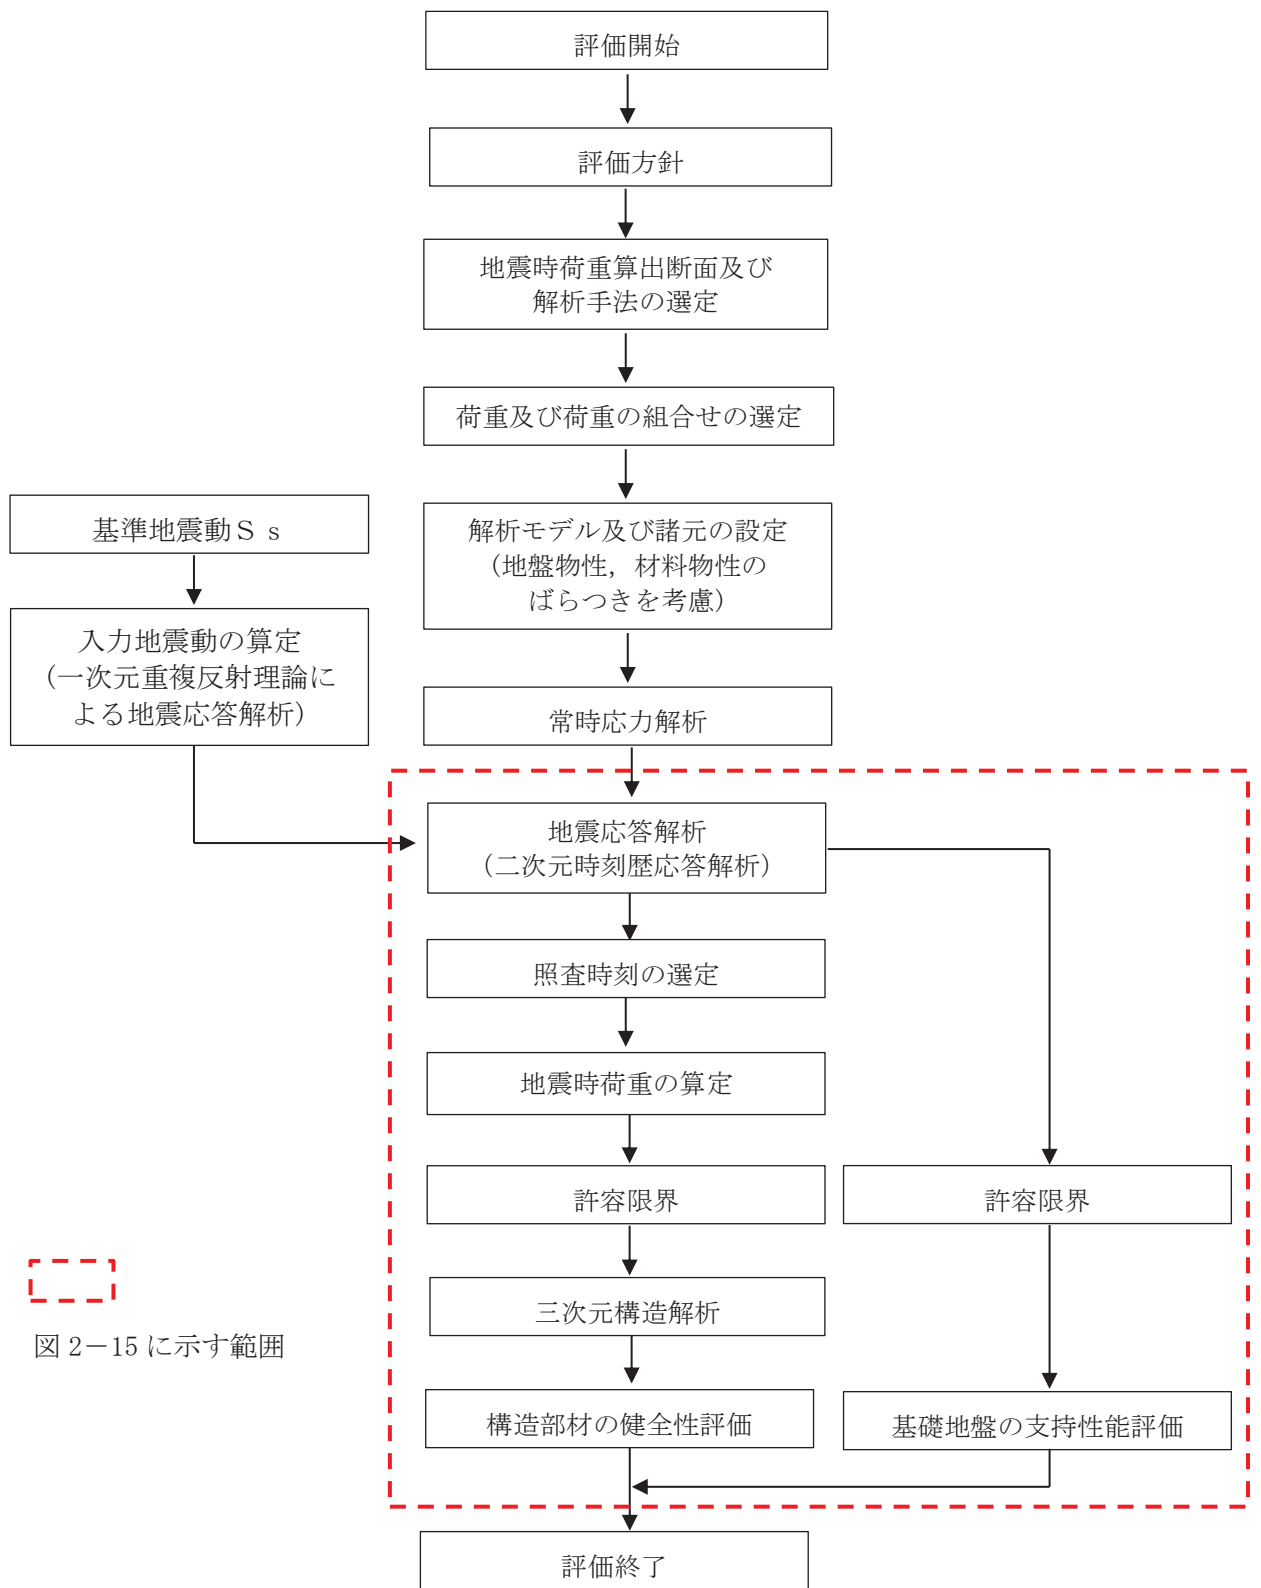 評価開始
評価方針
地震時荷重算出断面及び
解析手法の選定
荷重及び荷重の組合せの選定
基準地震動Ｓｓ
解析モデル及び諸元の設定
（地盤物性，材料物性の
ばらつきを考慮）
入力地震動の算定
（一次元重複反射理論に
よる地震応答解析）
常時応力解析
地震応答解析
（二次元時刻歴応答解析）
照査時刻の選定
地震時荷重の算定
許容限界
許容限界
三次元構造解析
図 2－15 に示す範囲
構造部材の健全性評価
基礎地盤の支持性能評価
評価終了